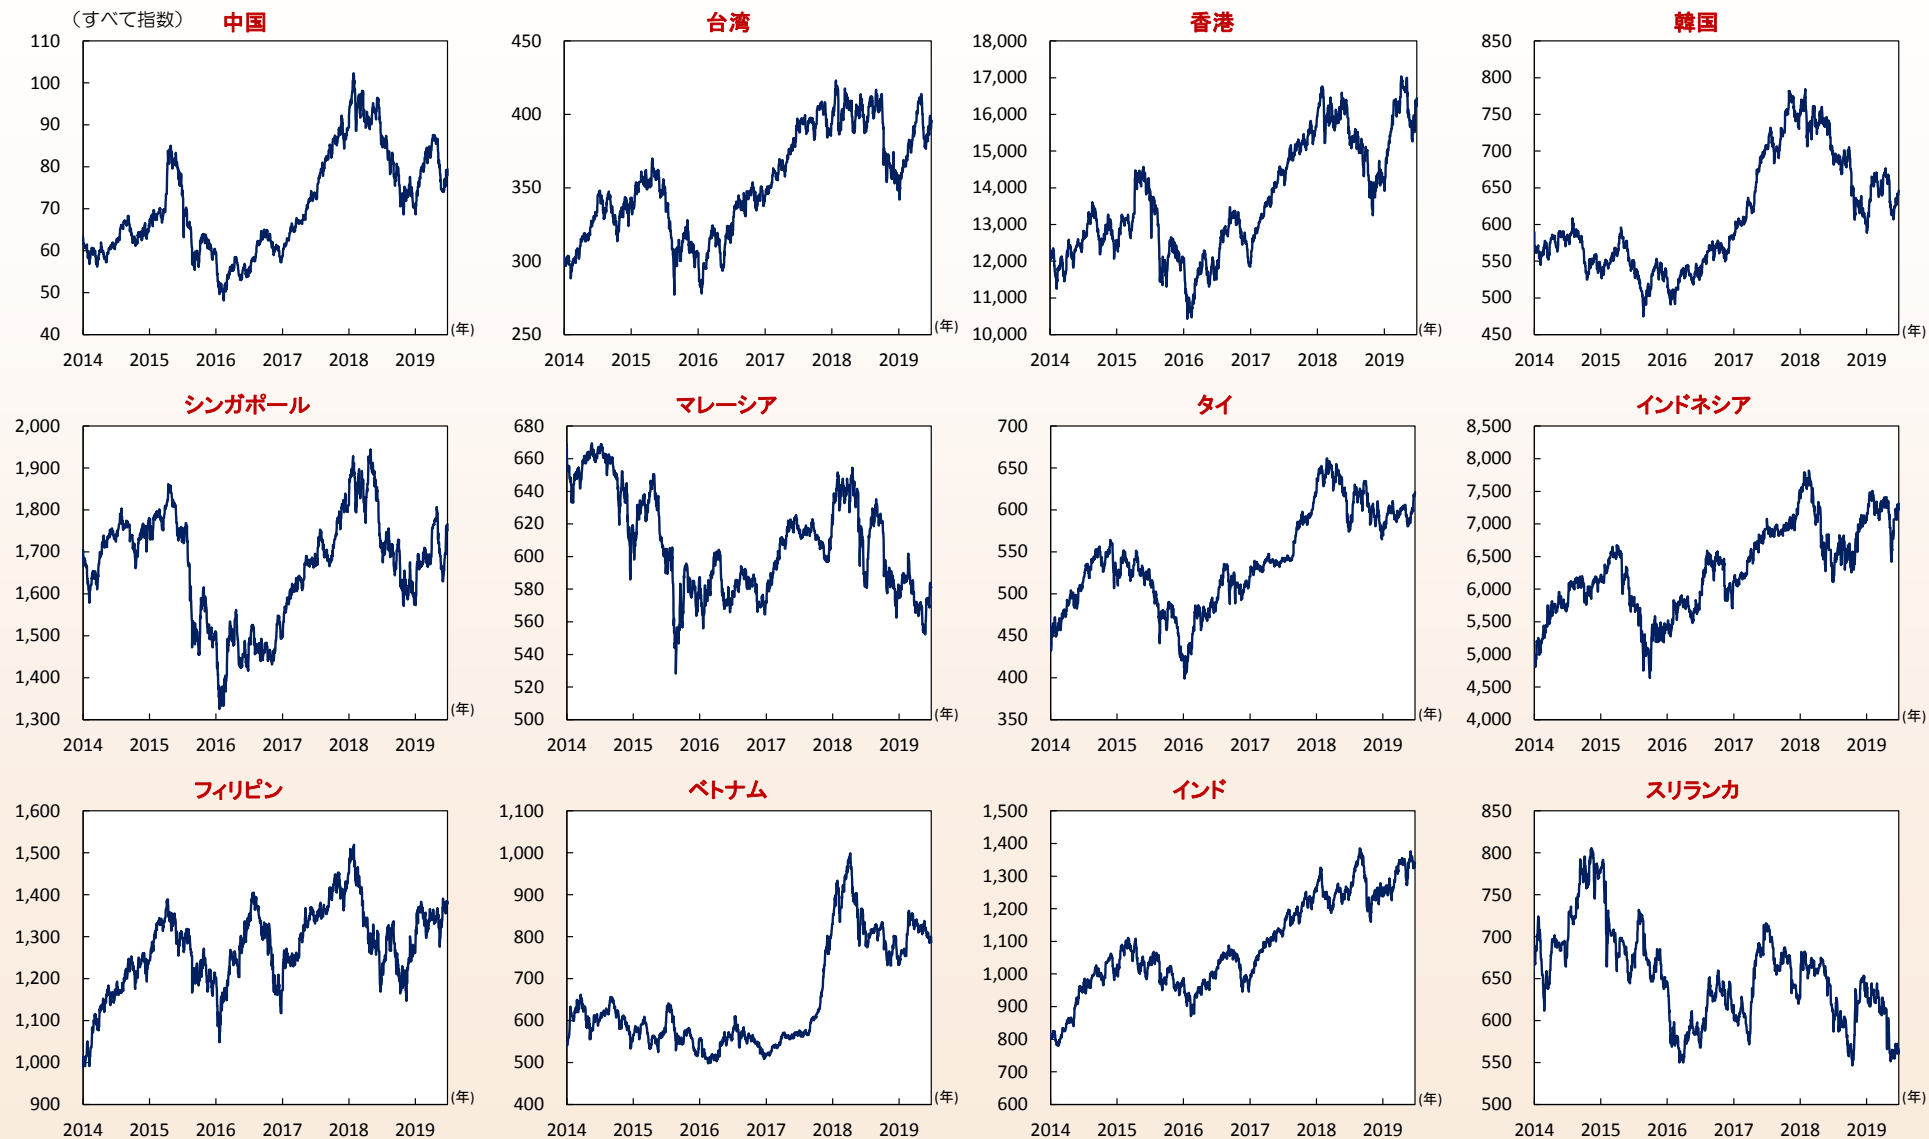 （すべて指数）
中国
台湾
香港
韓国
110
100
90
80
70
60
50
40
2014 2015 2016 2017 2018 2019
(年)
450
400
350
300
250
2014 2015 2016 2017 2018 2019
(年)
18,000
17,000
16,000
15,000
14,000
13,000
12,000
11,000
10,000
2014 2015 2016 2017 2018 2019
(年)
850
800
750
700
650
600
550
500
450
2014 2015 2016 2017 2018 2019
(年)
シンガポール
マレーシア
タイ
インドネシア
2,000
1,900
1,800
1,700
1,600
1,500
1,400
1,300
2014 2015 2016 2017 2018 2019
(年)
680
660
640
620
600
580
560
540
520
500
2014 2015 2016 2017 2018 2019
(年)
700
650
600
550
500
450
400
350
2014 2015 2016 2017 2018 2019
(年)
8,500
8,000
7,500
7,000
6,500
6,000
5,500
5,000
4,500
4,000
2014 2015 2016 2017 2018 2019
(年)
フィリピン
ベトナム
インド
スリランカ
1,600
1,500
1,400
1,300
1,200
1,100
1,000
900
2014 2015 2016 2017 2018 2019
(年)
1,100
1,000
900
800
700
600
500
400
2014 2015 2016 2017 2018 2019
(年)
1,500
1,400
1,300
1,200
1,100
1,000
900
800
700
600
2014 2015 2016 2017 2018 2019
(年)
850
800
750
700
650
600
550
500
2014 2015 2016 2017 2018 2019
(年)